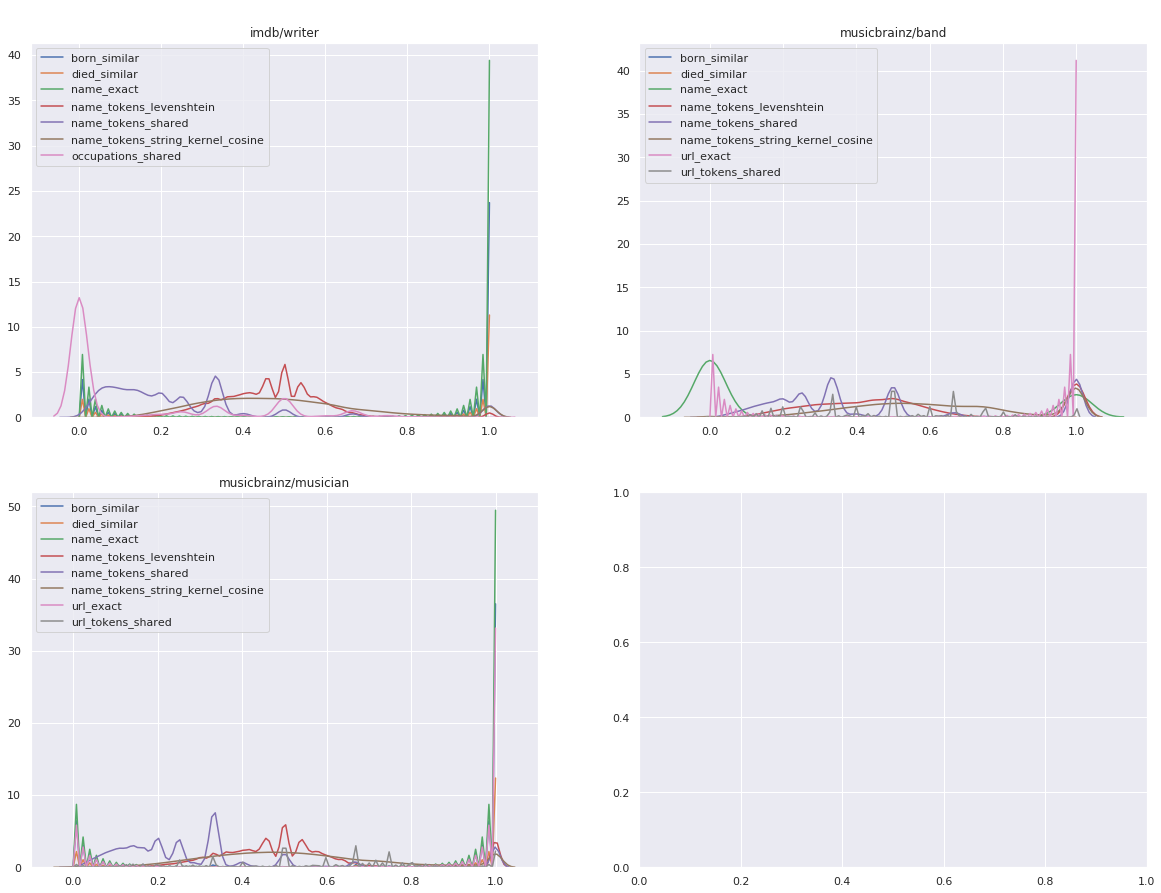 imdb/writer
40
35
30
25
20
15
10
5
0
born_similar
died_similar
name_exact
name_tokens_levenshtein
name_tokens_shared
name_tokens_string_kernel_cosine
occupations_shared
0.0 0.2 0.4 0.6 0.8 1.0
musicbrainz/band
40
35
30
25
20
15
10
5
0
born_similar
died_similar
name_exact
name_tokens_levenshtein
name_tokens_shared
name_tokens_string_kernel_cosine
url_exact
url_tokens_shared
0.0 0.2 0.4 0.6 0.8 1.0
musicbrainz/musician
50
40
30
20
10
0
born_similar
died_similar
name_exact
name_tokens_levenshtein
name_tokens_shared
name_tokens_string_kernel_cosine
url_exact
url_tokens_shared
0.0 0.2 0.4 0.6 0.8 1.0
1.0
0.8
0.6
0.4
0.2
0.0
0.0 0.2 0.4 0.6 0.8 1.0